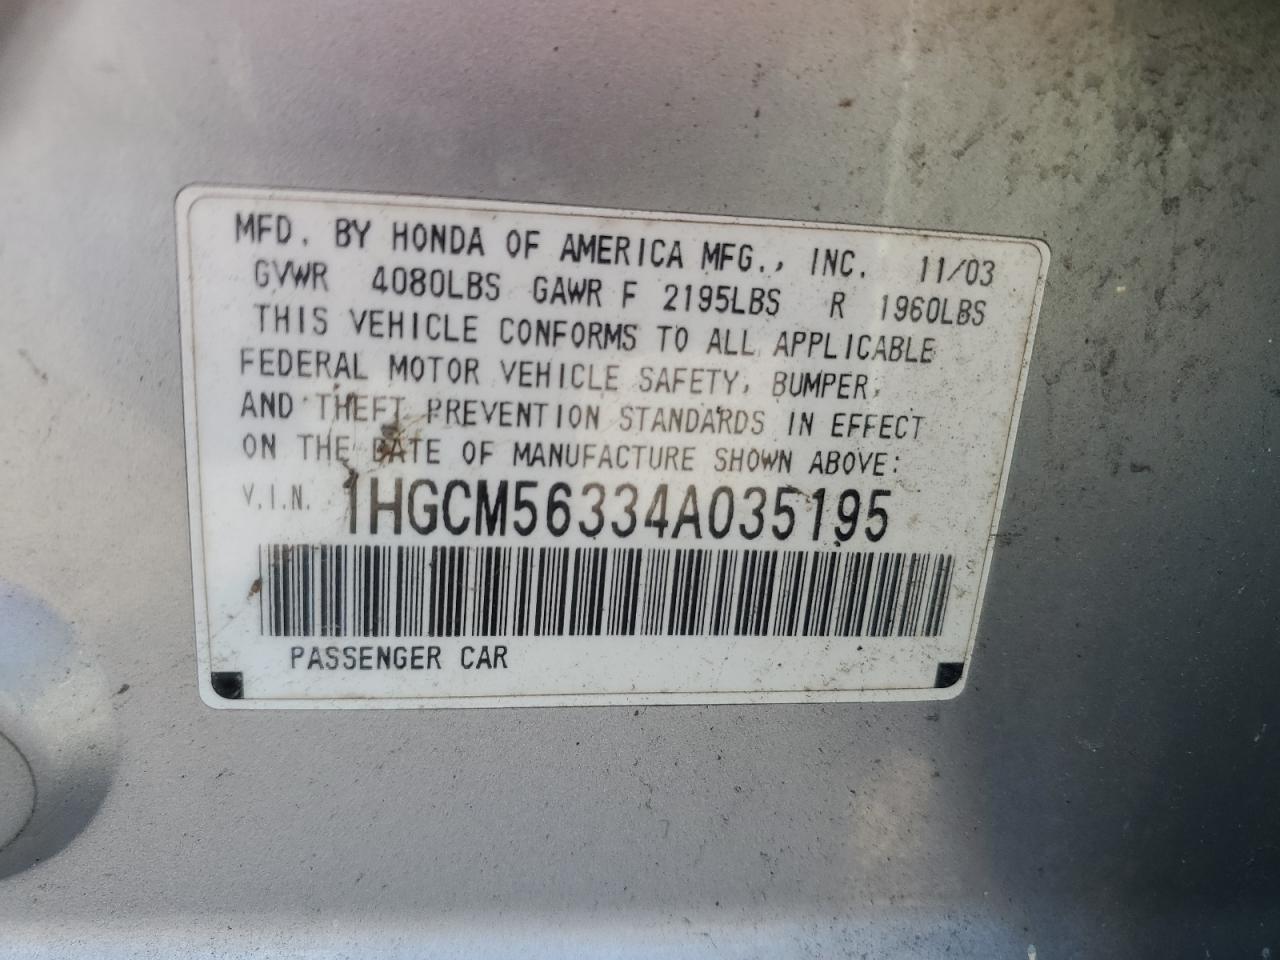 MFD. BY HONDA OF AMERICA MFG., INC. 11/03
GVWR 4080LBS GAWR F 2195LBS R 1960LBS
THIS VEHICLE CONFORMS TO ALL APPLICABLE
FEDERAL MOTOR VEHICLE SAFETY, BUMPER,
AND THEFT PREVENTION STANDARDS IN EFFECT
ON THE DATE OF MANUFACTURE SHOWN ABOVE:
V.I.N. 1HGCM56334A035195
PASSENGER CAR